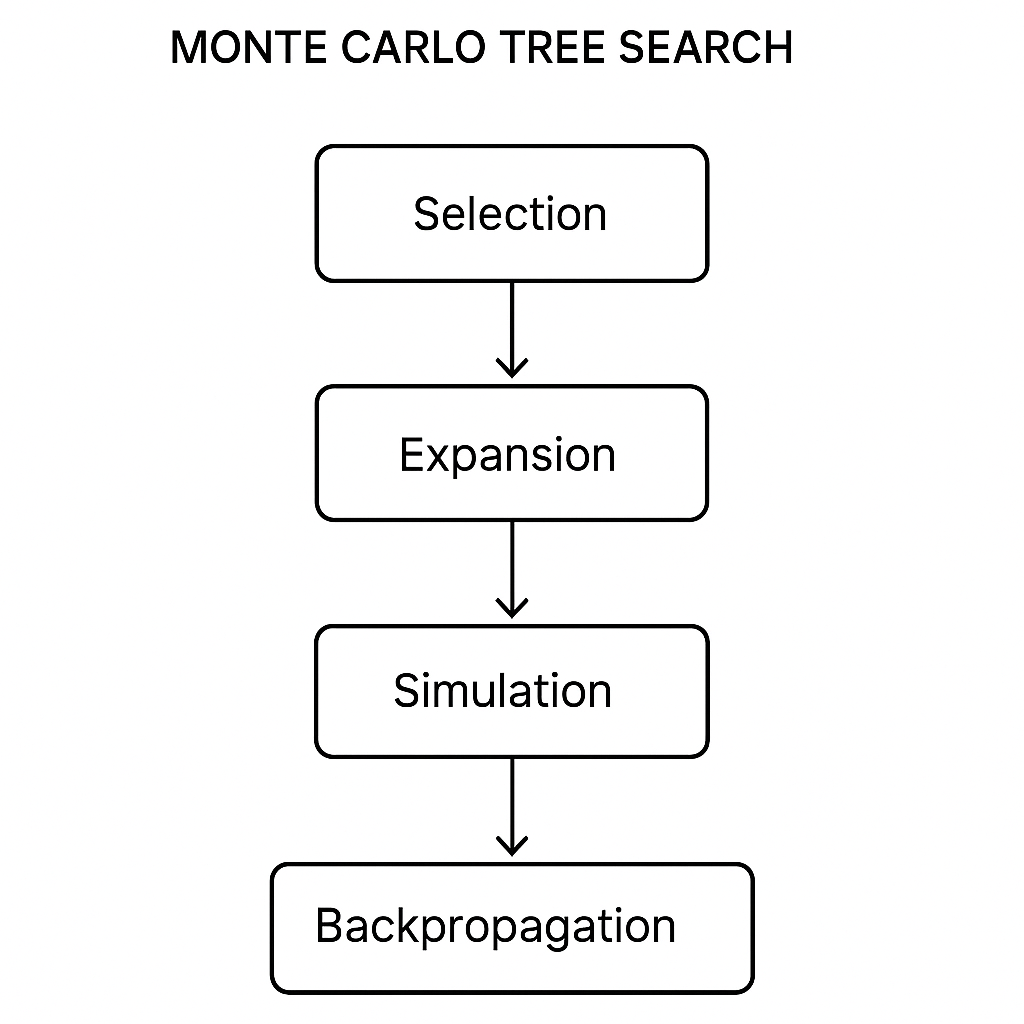 MONTE CARLO TREE SEARCH
Selection
Expansion
Simulation
Backpropagation